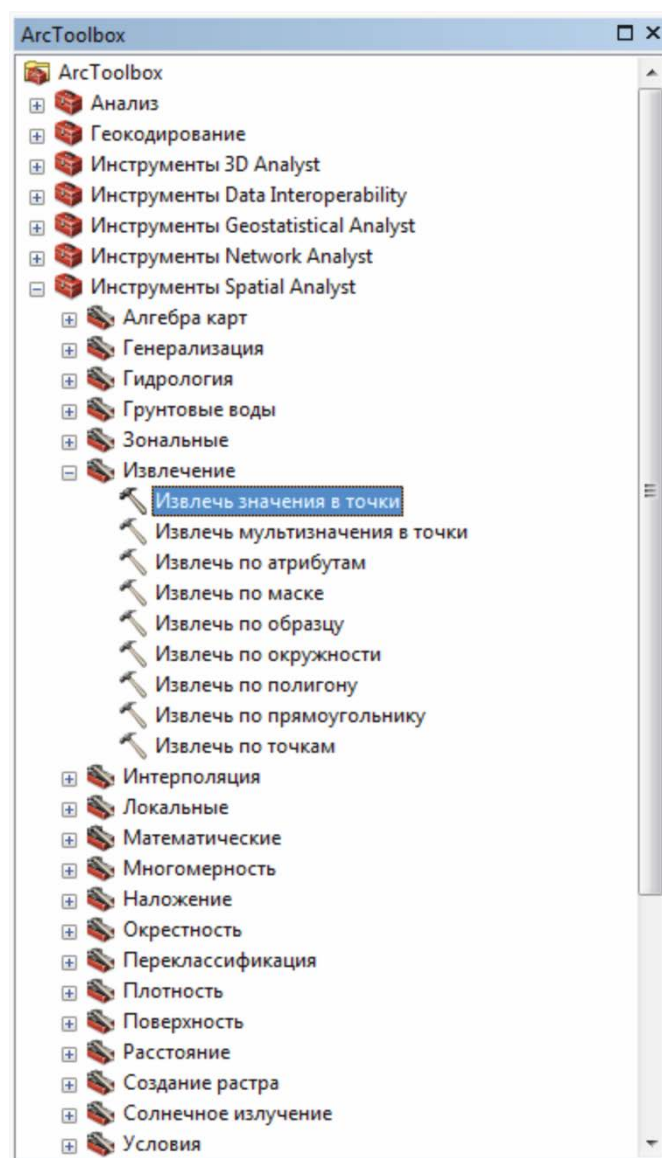 ArcToolbox
ArcToolbox
Анализ
Геокодирование
Инструменты 3D Analyst
Инструменты Data Interoperability
Инструменты Geostatistical Analyst
Инструменты Network Analyst
Инструменты Spatial Analyst
Алгебра карт
Генерализация
Гидрология
Грунтовые воды
Зональные
Извлечение
Извлечь значения в точки
Извлечь мультизначения в точки
Извлечь по атрибутам
Извлечь по маске
Извлечь по образцу
Извлечь по окружности
Извлечь по полигону
Извлечь по прямоугольнику
Извлечь по точкам
Интерполяция
Локальные
Математические
Многомерность
Наложение
Окрестность
Переклассификация
Плотность
Поверхность
Расстояние
Создание растра
Солнечное излучение
Условия